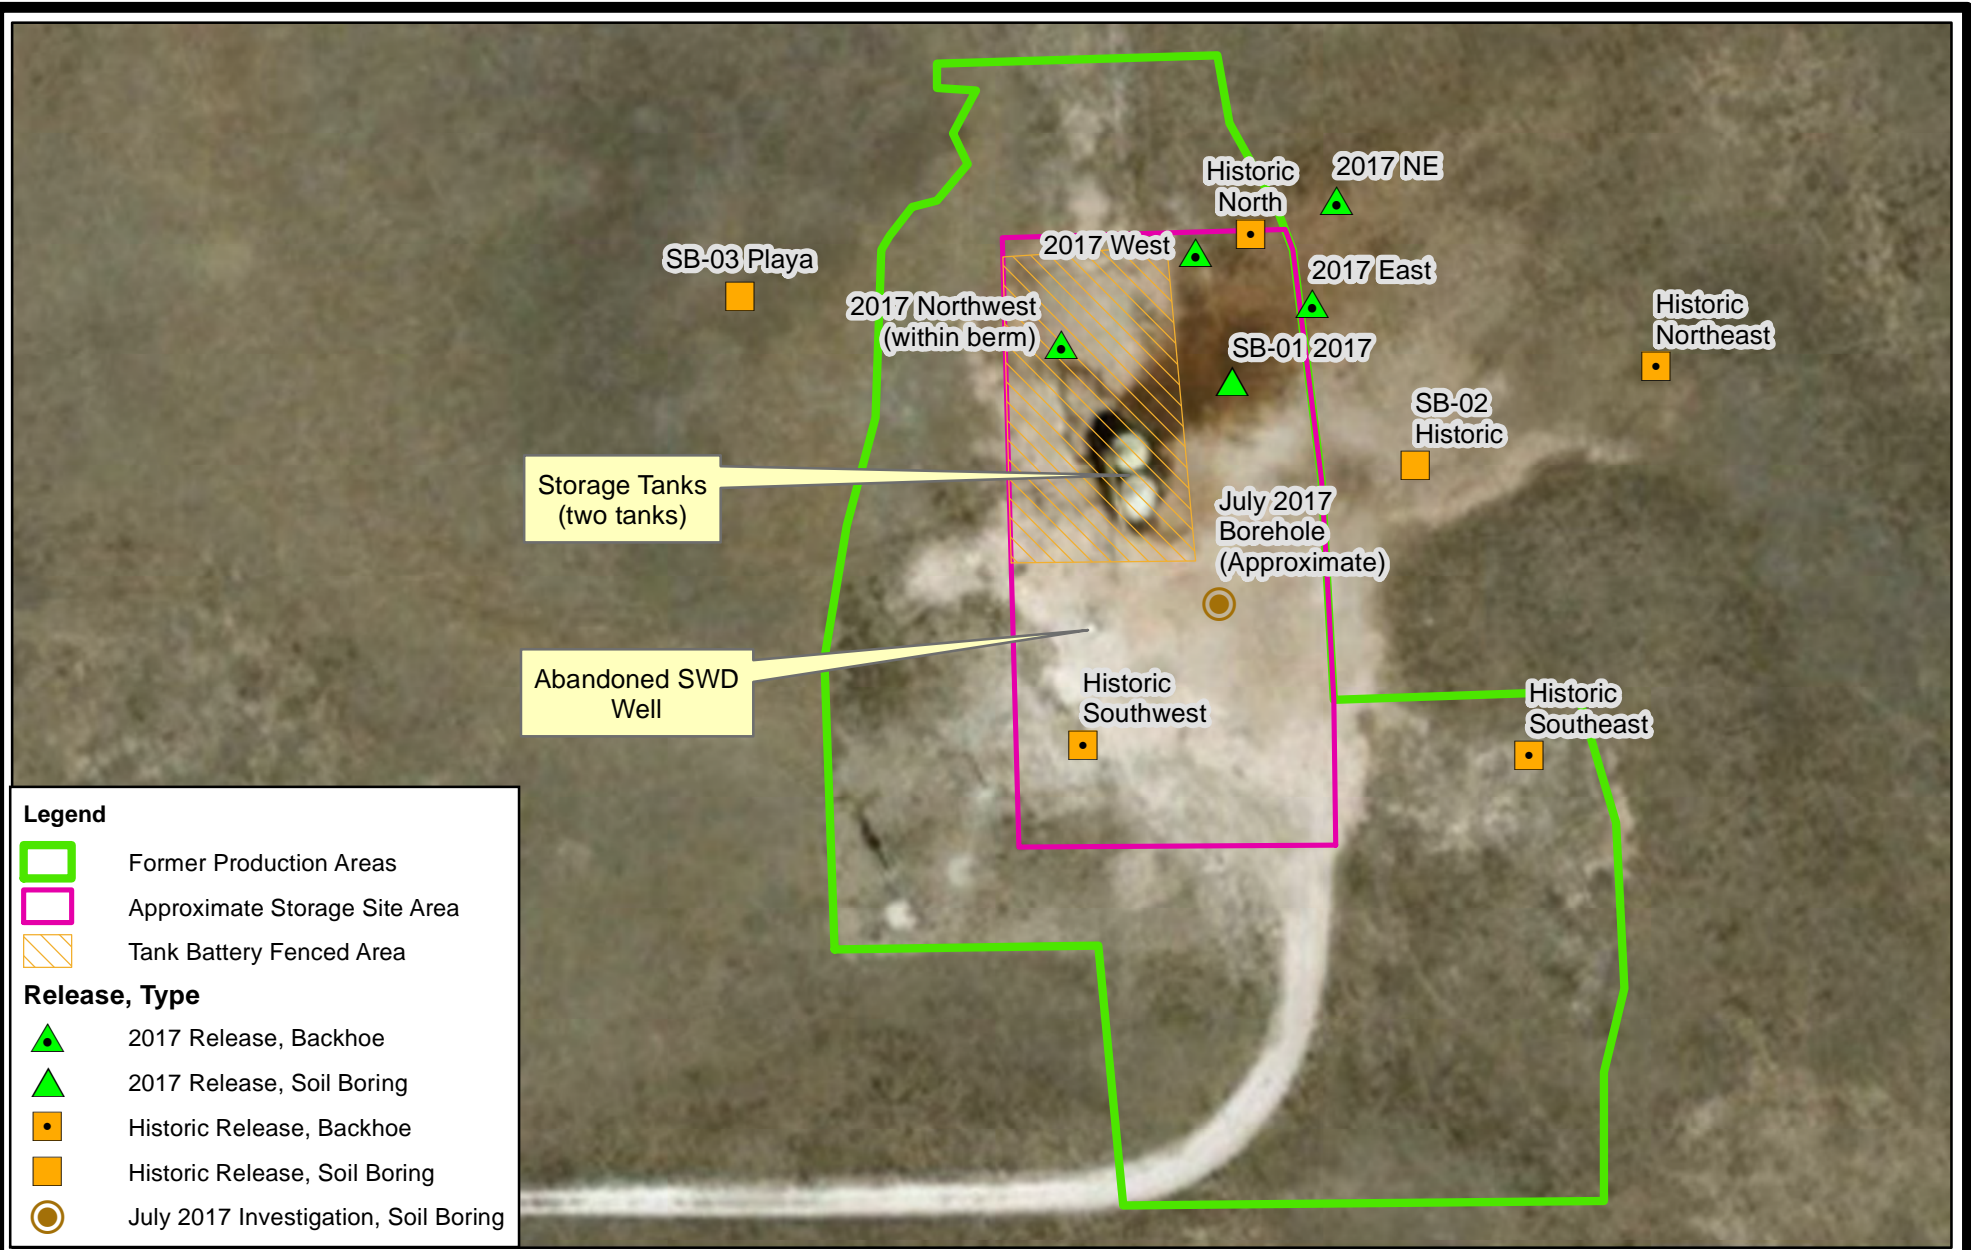 Historic
North
2017 NE
2017 West
SB-03 Playa
2017 East
2017 Northwest
(within berm)
Historic
Northeast
SB-01 2017
SB-02
Historic
Storage Tanks
(two tanks)
July 2017
Borehole
(Approximate)
Abandoned SWD
Well
Historic
Southwest
Historic
Southeast
Legend
Former Production Areas
Approximate Storage Site Area
Tank Battery Fenced Area
Release, Type
2017 Release, Backhoe
2017 Release, Soil Boring
Historic Release, Backhoe
Historic Release, Soil Boring
July 2017 Investigation, Soil Boring